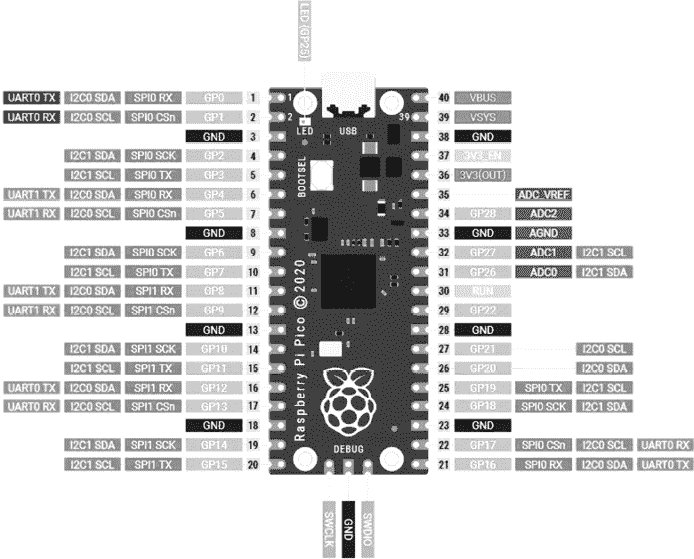 LED (GP25)
UART0 TX I2C0 SDA SPI0 RX GP0 1 1 40 VBUS
UART0 RX I2C0 SCL SPI0 CSn GP1 2 2 LED USB 39 39 VSYS
GND 3 38 GND
I2C1 SDA SPI0 SCK GP2 4 37 3V3_EN
I2C1 SCL SPI0 TX GP3 5 BOOTSEL 36 3V3(OUT)
UART1 TX I2C0 SDA SPI0 RX GP4 6 35 ADC_VREF
UART1 RX I2C0 SCL SPI0 CSn GP5 7 34 GP28 ADC2
GND 8 33 GND AGND
I2C1 SDA SPI0 SCK GP6 9 32 GP27 ADC1 I2C1 SCL
I2C1 SCL SPI0 TX GP7 10 31 GP26 ADC0 I2C1 SDA
UART1 TX I2C0 SDA SPI1 RX GP8 11 30 RUN
UART1 RX I2C0 SCL SPI1 CSn GP9 12 29 GP22
GND 13 28 GND
I2C1 SDA SPI1 SCK GP10 14 27 GP21 I2C0 SCL
I2C1 SCL SPI1 TX GP11 15 26 GP20 I2C0 SDA
UART0 TX I2C0 SDA SPI1 RX GP12 16 25 GP19 SPI0 TX I2C1 SCL
UART0 RX I2C0 SCL SPI1 CSn GP13 17 24 GP18 SPI0 SCK I2C1 SDA
GND 18 23 GND
I2C1 SDA SPI1 SCK GP14 19 22 GP17 SPI0 CSn I2C0 SCL UART0 RX
I2C1 SCL SPI1 TX GP15 20 21 GP16 SPI0 RX I2C0 SDA UART0 TX
Raspberry Pi Pico © 2020
DEBUG
SWCLK
GND
SWDIO